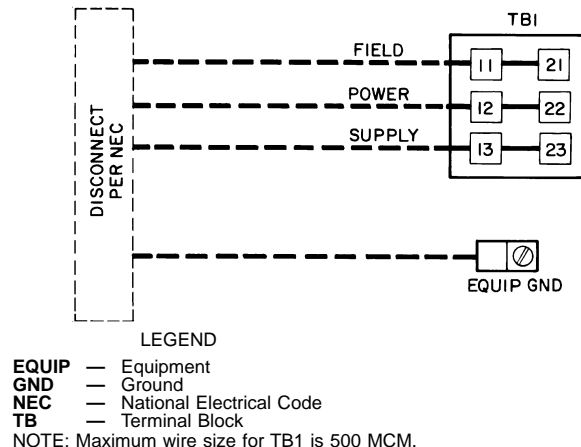 TB1
FIELD
11 21
POWER
12 22
SUPPLY
13 23
DISCONNECT
PER NEC
EQUIP GND
LEGEND
EQUIP — Equipment
GND — Ground
NEC — National Electrical Code
TB — Terminal Block
NOTE: Maximum wire size for TB1 is 500 MCM.